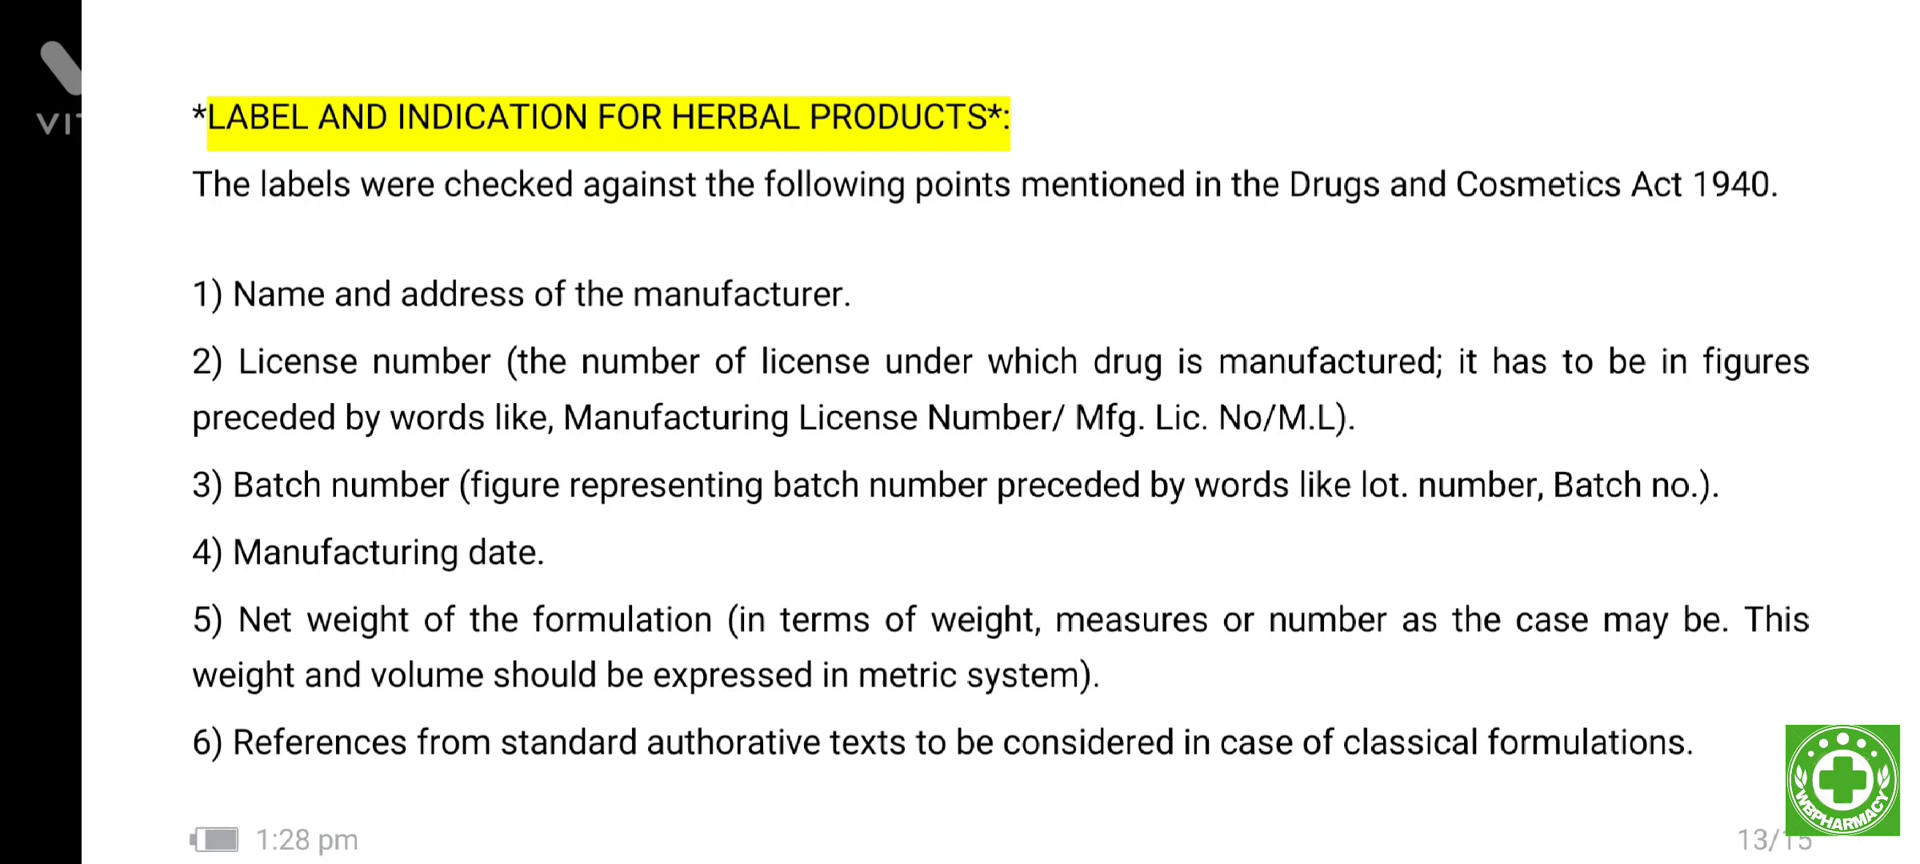 VI
*LABEL AND INDICATION FOR HERBAL PRODUCTS*:
The labels were checked against the following points mentioned in the Drugs and Cosmetics Act 1940.
1) Name and address of the manufacturer.
2) License number (the number of license under which drug is manufactured; it has to be in figures
preceded by words like, Manufacturing License Number/ Mfg. Lic. No/M.L).
3) Batch number (figure representing batch number preceded by words like lot. number, Batch no.).
4) Manufacturing date.
5) Net weight of the formulation (in terms of weight, measures or number as the case may be. This
weight and volume should be expressed in metric system).
6) References from standard authorative texts to be considered in case of classical formulations.
WBPHARMACY
1:28 pm
13/15